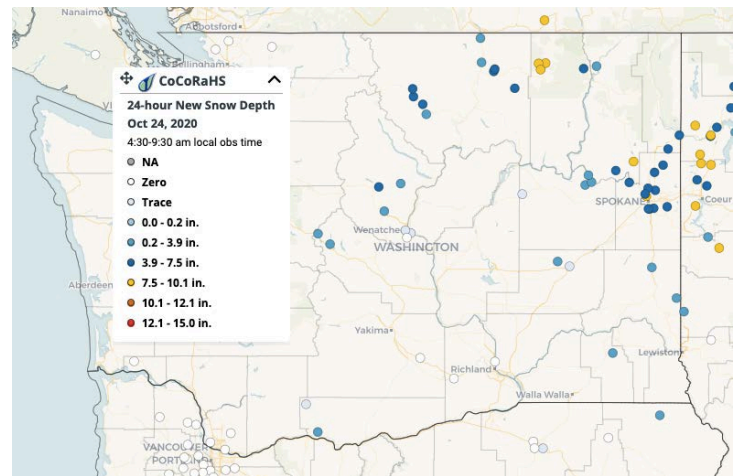 Nanaimo
Abbotsford
Bellingham
CoCoRaHS
24-hour New Snow Depth
Oct 24, 2020
4:30-9:30 am local obs time
NA
Zero
Trace
0.0 - 0.2 in.
0.2 - 3.9 in.
3.9 - 7.5 in.
7.5 - 10.1 in.
10.1 - 12.1 in.
12.1 - 15.0 in.
SPOKANE
Coeur
Wenatchee
WASHINGTON
Aberdeen
Yakima
Richland
Lewiston
Walla Walla
VANCOUVER